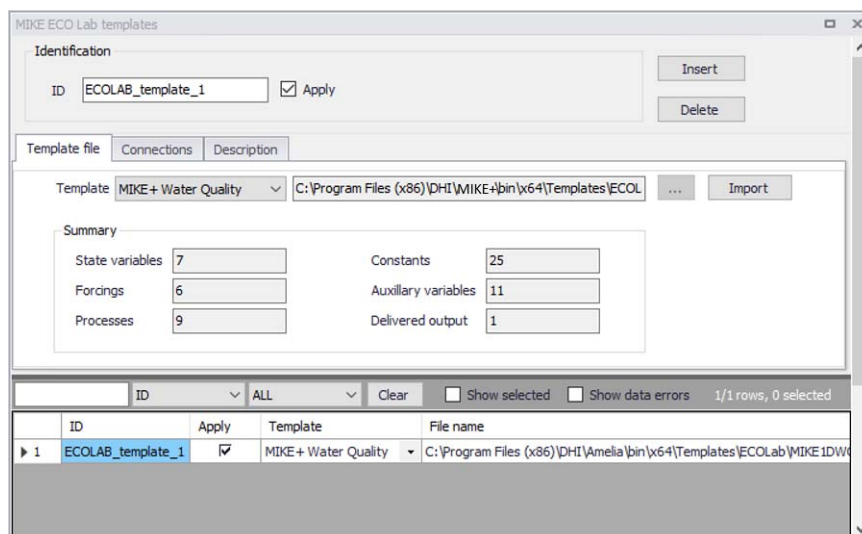 MIKE ECO Lab templates
Identification
ID ECOLAB_template_1 Apply
Insert
Delete
Template file Connections Description
Template MIKE+ Water Quality C:\Program Files (x86)\DHI\MIKE+\bin\x64\Templates\ECOL ... Import
Summary
State variables 7 Constants 25
Forcings 6 Auxillary variables 11
Processes 9 Delivered output 1
ID ALL Clear Show selected Show data errors 1/1 rows, 0 selected
ID Apply Template File name
1 ECOLAB_template_1 MIKE+ Water Quality C:\Program Files (x86)\DHI\Amelia\bin\x64\Templates\ECOLab\MIKE1DW